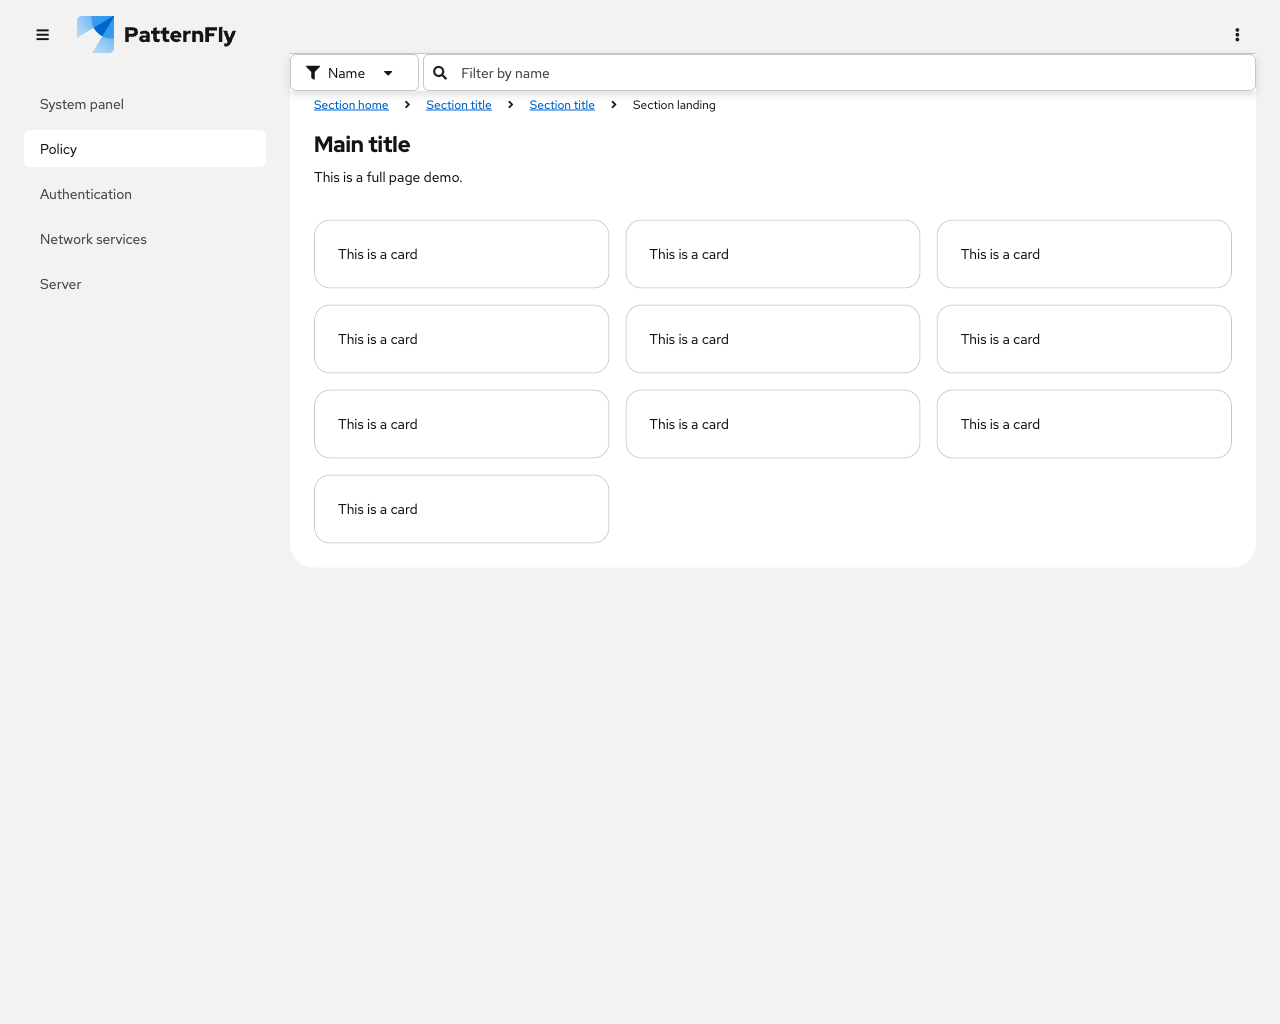 PatternFly
System panel
Policy
Authentication
Network services
Server
Name
Filter by name
Section home
Section title
Section title
Section landing
Main title
This is a full page demo.
This is a card
This is a card
This is a card
This is a card
This is a card
This is a card
This is a card
This is a card
This is a card
This is a card